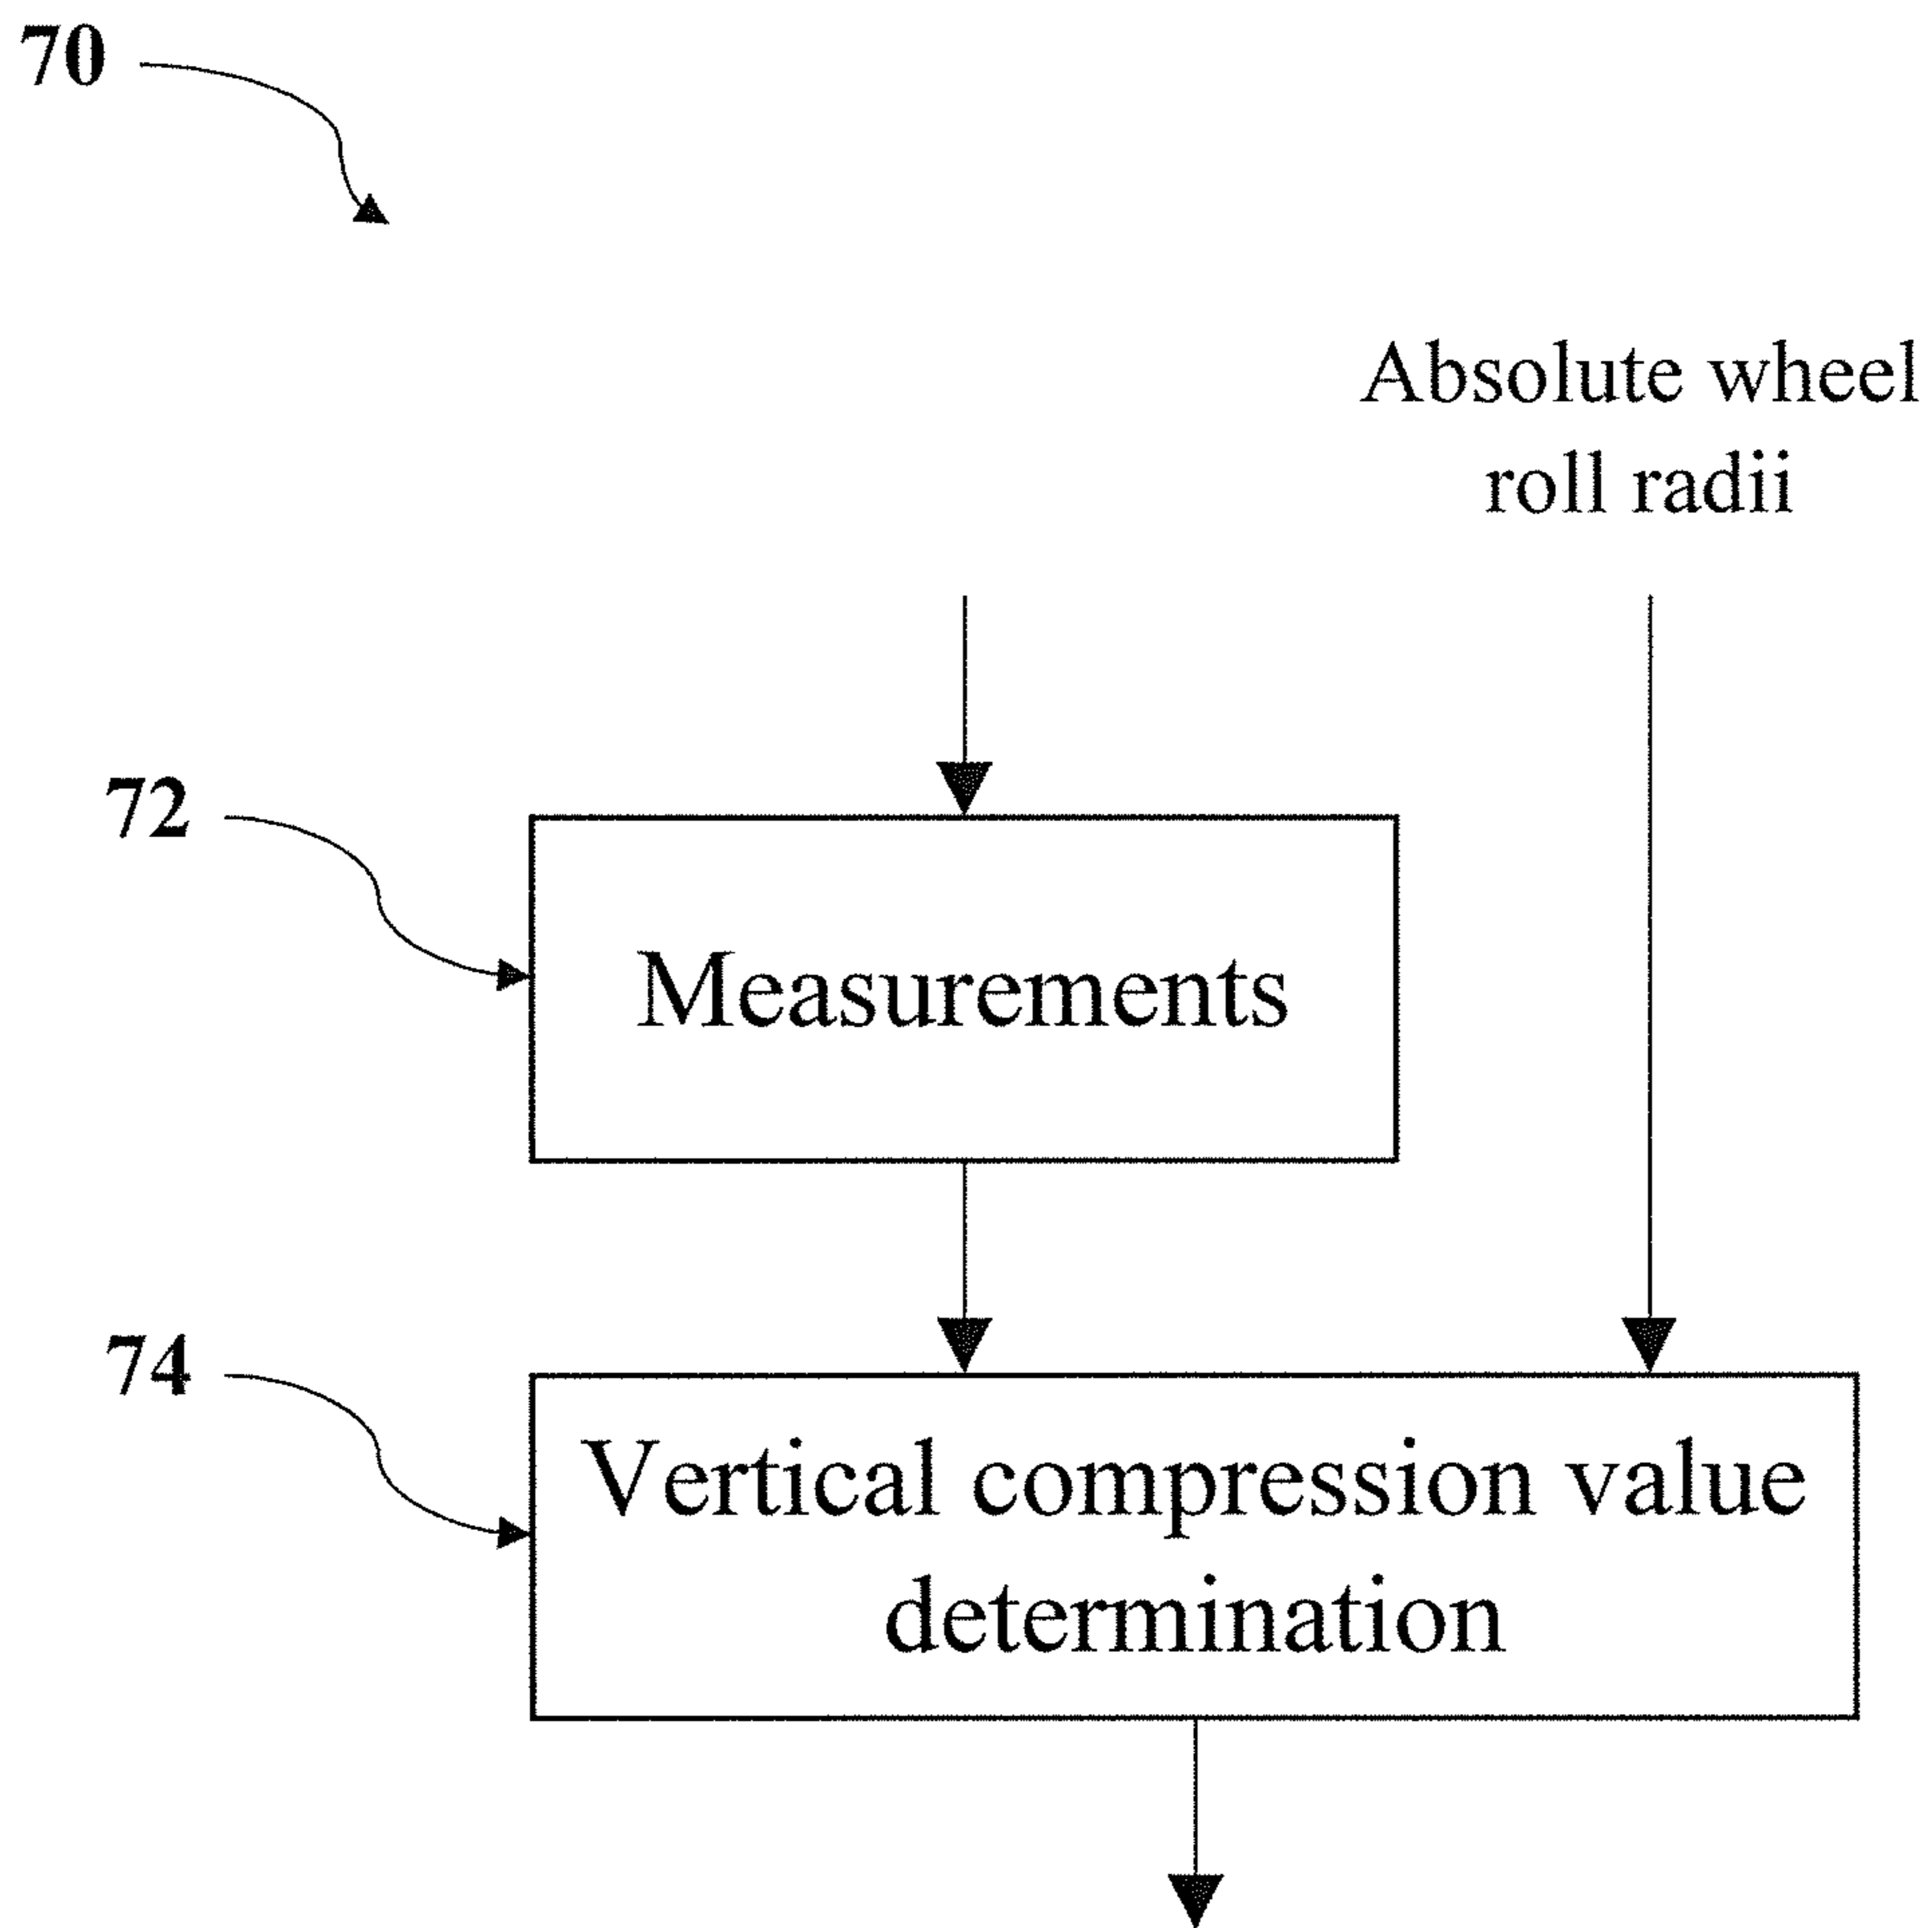 70
Absolute wheel
roll radii
72
Measurements
74
Vertical compression value
determination